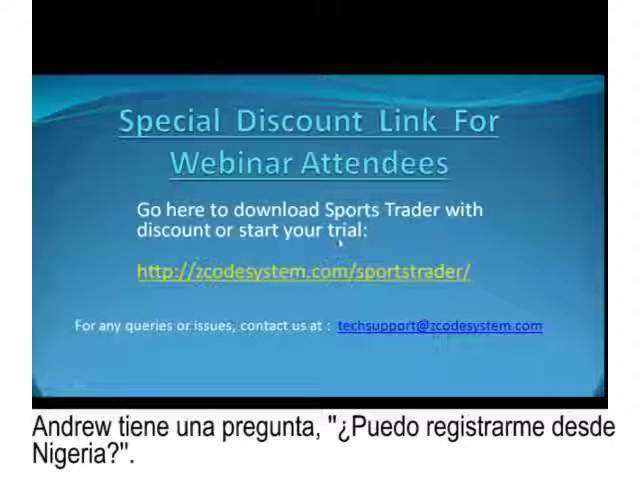 Special Discount Link For
Webinar Attendees
Go here to download Sports Trader with
discount or start your trial:
http://zcodesystem.com/sportstrader/
For any queries or issues, contact us at : techsupport@zcodesystem.com
Andrew tiene una pregunta, "¿Puedo registrarme desde
Nigeria?".